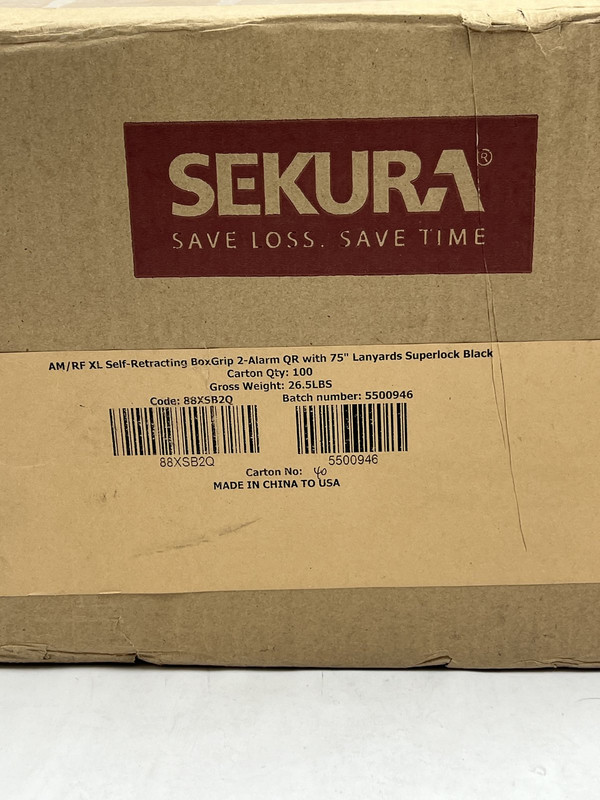 SEKURA®
SAVE LOSS. SAVE TIME
AM/RF XL Self-Retracting BoxGrip 2-Alarm QR with 75" Lanyards Superlock Black
Carton Qty: 100
Gross Weight: 26.5LBS
Code: 88XSB2Q Batch number: 5500946
88XSB2Q 5500946
Carton No: 40
MADE IN CHINA TO USA